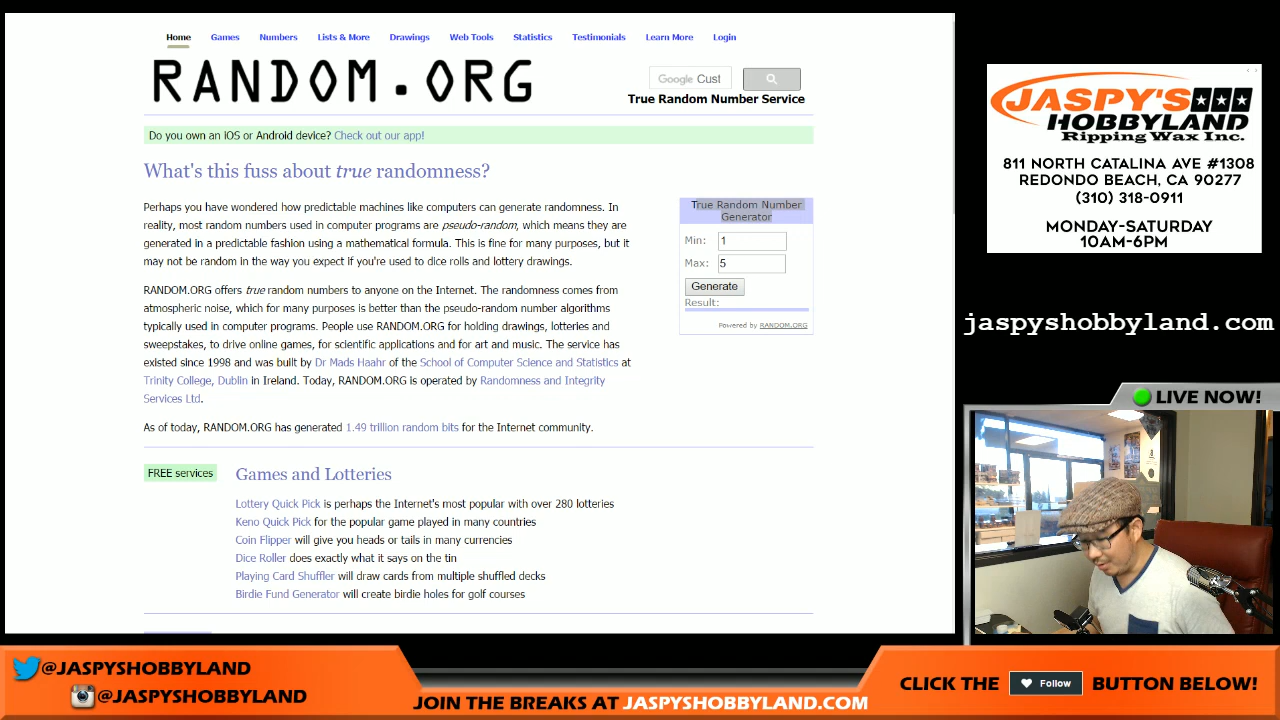 Home Games Numbers Lists & More Drawings Web Tools Statistics Testimonials Learn More Login
RANDOM.ORG
Google Cust
True Random Number Service
Do you own an iOS or Android device? Check out our app!
What's this fuss about true randomness?
Perhaps you have wondered how predictable machines like computers can generate randomness. In
reality, most random numbers used in computer programs are pseudo-random, which means they are
generated in a predictable fashion using a mathematical formula. This is fine for many purposes, but it
may not be random in the way you expect if you're used to dice rolls and lottery drawings.
RANDOM.ORG offers true random numbers to anyone on the Internet. The randomness comes from
atmospheric noise, which for many purposes is better than the pseudo-random number algorithms
typically used in computer programs. People use RANDOM.ORG for holding drawings, lotteries and
sweepstakes, to drive online games, for scientific applications and for art and music. The service has
existed since 1998 and was built by Dr Mads Haahr of the School of Computer Science and Statistics at
Trinity College, Dublin in Ireland. Today, RANDOM.ORG is operated by Randomness and Integrity
Services Ltd.
As of today, RANDOM.ORG has generated 1.49 trillion random bits for the Internet community.
True Random Number
Generator
Min: 1
Max: 5
Generate
Result:
Powered by RANDOM.ORG
FREE services
Games and Lotteries
Lottery Quick Pick is perhaps the Internet's most popular with over 280 lotteries
Keno Quick Pick for the popular game played in many countries
Coin Flipper will give you heads or tails in many currencies
Dice Roller does exactly what it says on the tin
Playing Card Shuffler will draw cards from multiple shuffled decks
Birdie Fund Generator will create birdie holes for golf courses
JASPY'S
HOBBYLAND
Ripping Wax Inc.
811 NORTH CATALINA AVE #1308
REDONDO BEACH, CA 90277
(310) 318-0911
MONDAY-SATURDAY
10AM-6PM
jaspyshobbyland.com
LIVE NOW!
@JASPYSHOBBYLAND
@JASPYSHOBBYLAND
JOIN THE BREAKS AT JASPYSHOBBYLAND.COM
CLICK THE Follow BUTTON BELOW!